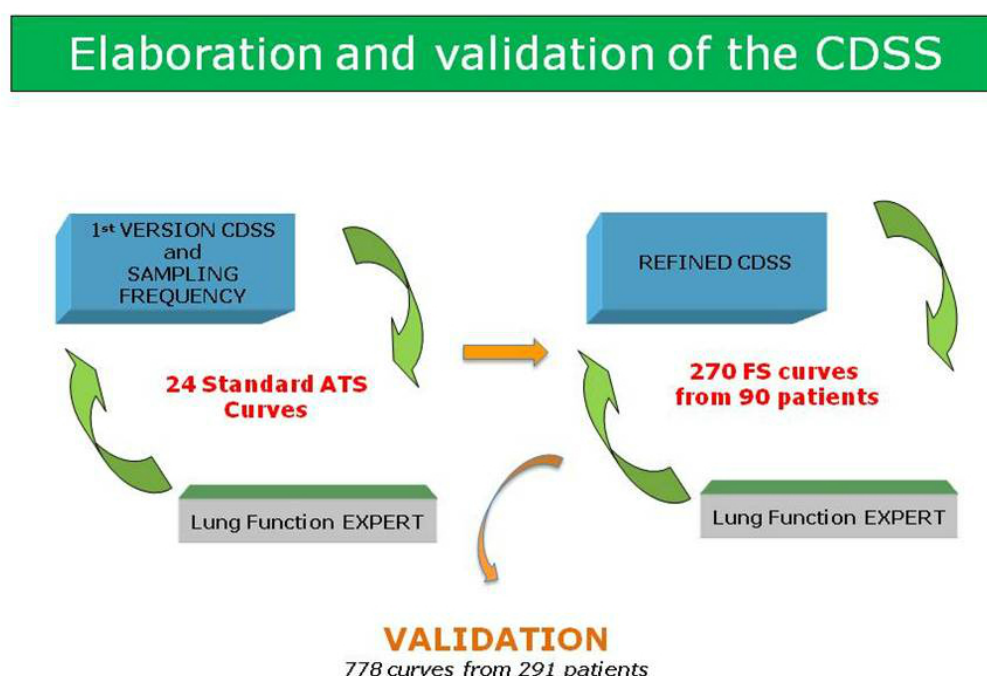 Elaboration and validation of the CDSS
1st VERSION CDSS
and
SAMPLING
FREQUENCY
24 Standard ATS
Curves
Lung Function EXPERT
REFINED CDSS
270 FS curves
from 90 patients
Lung Function EXPERT
VALIDATION
778 curves from 291 patients